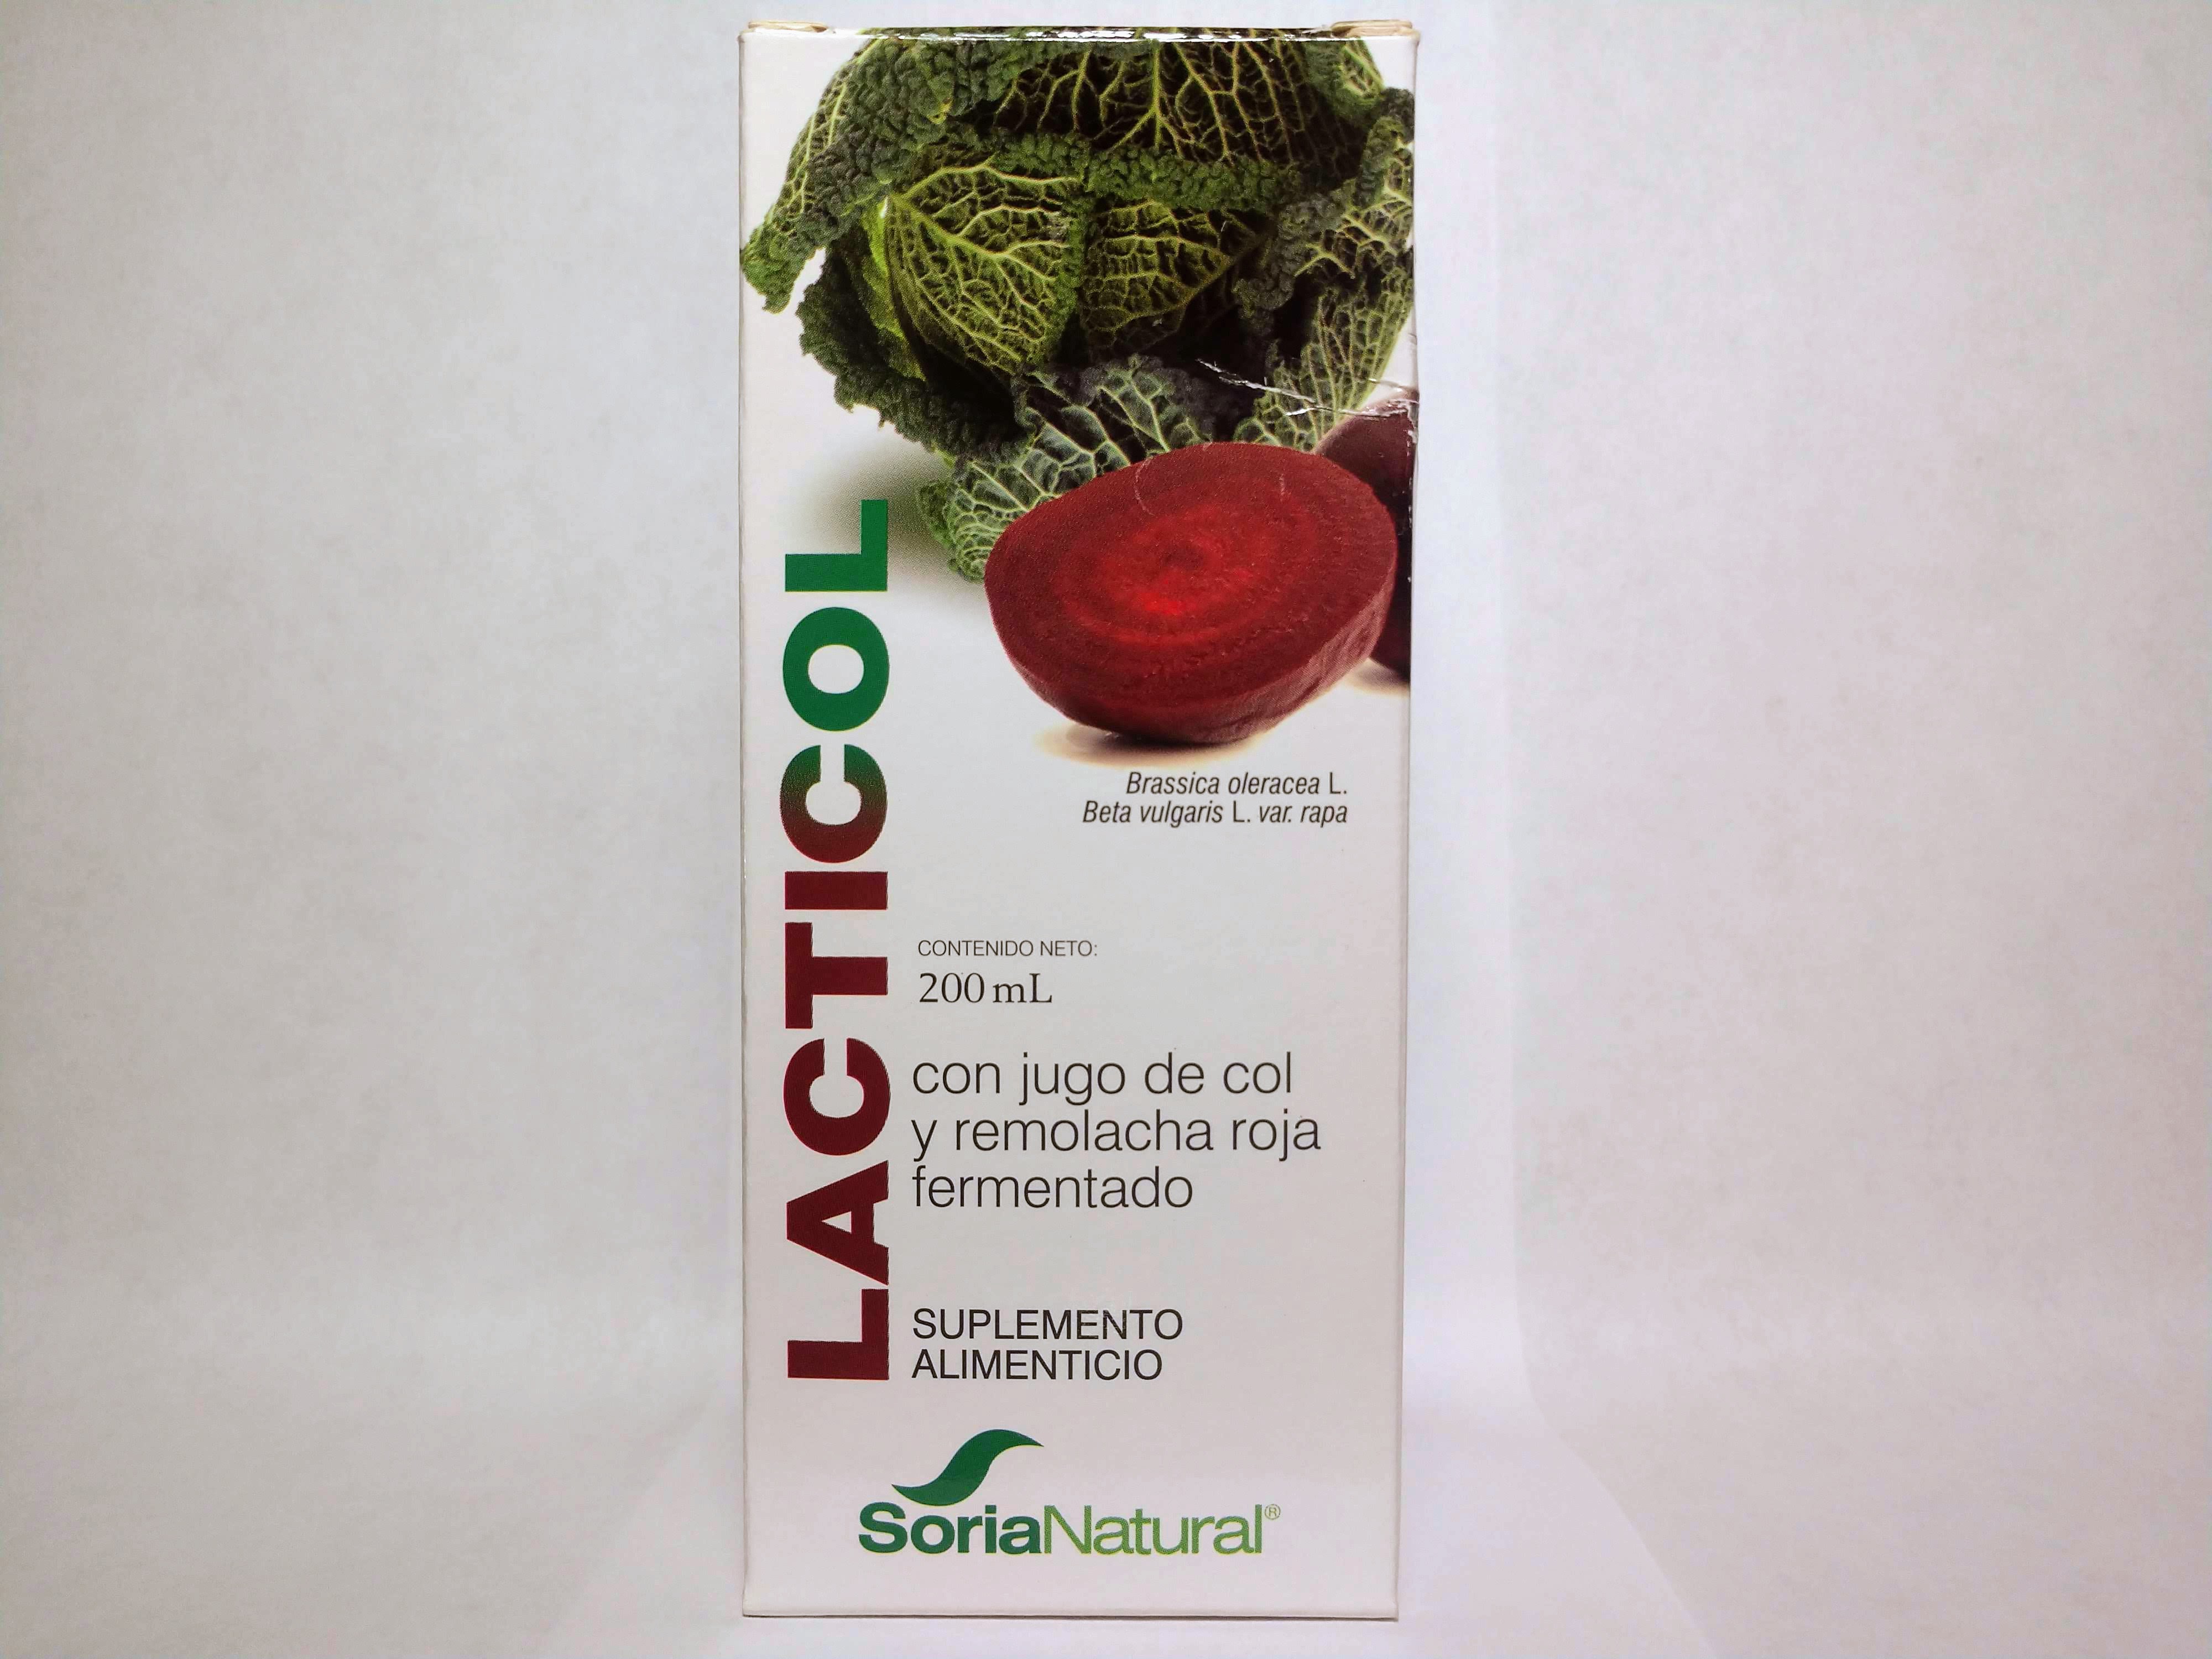 LACTICOL
Brassica oleracea L.
Beta vulgaris L. var. rapa
CONTENIDO NETO:
200 mL
con jugo de col
y remolacha roja
fermentado
SUPLEMENTO
ALIMENTICIO
SoriaNatural®